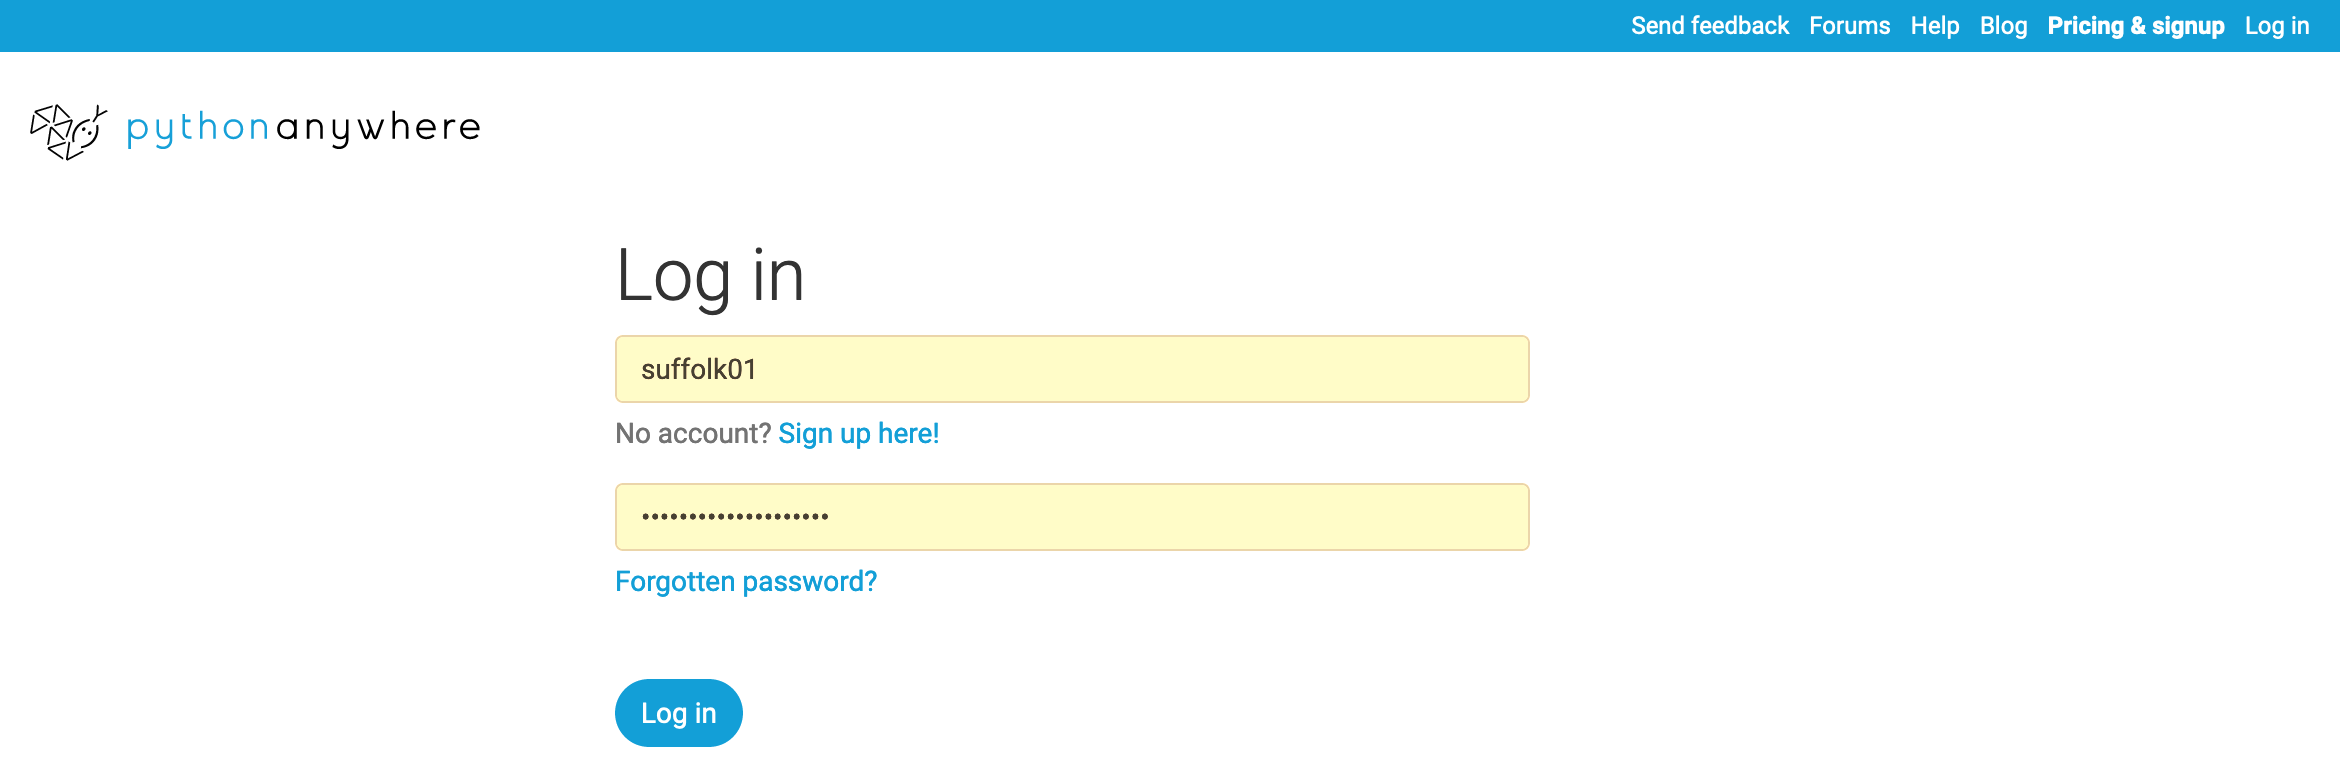 Send feedback Forums Help Blog Pricing & signup Log in
pythonanywhere
Log in
suffolk01
No account? Sign up here!
••••••••••••••••••••
Forgotten password?
Log in